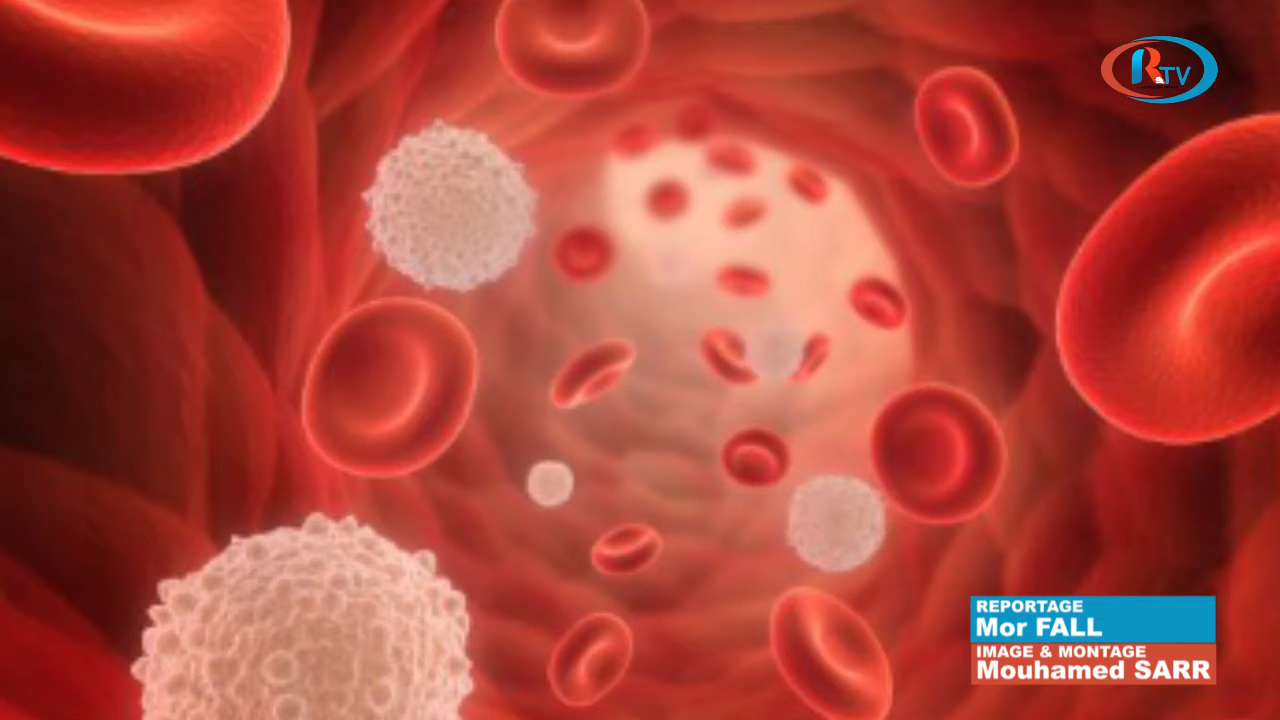 RTV
REPORTAGE
Mor FALL
IMAGE & MONTAGE
Mouhamed SARR